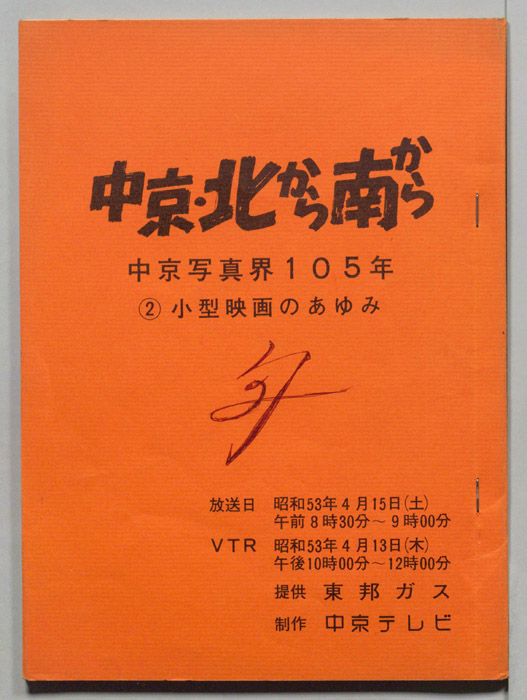 中京・北から南から
中京写真界105年
②小型映画のあゆみ
放送日 昭和53年4月15日(土)
午前8時30分~9時00分
VTR 昭和53年4月13日(木)
午後10時00分~12時00分
提供 東邦ガス
制作 中京テレビ